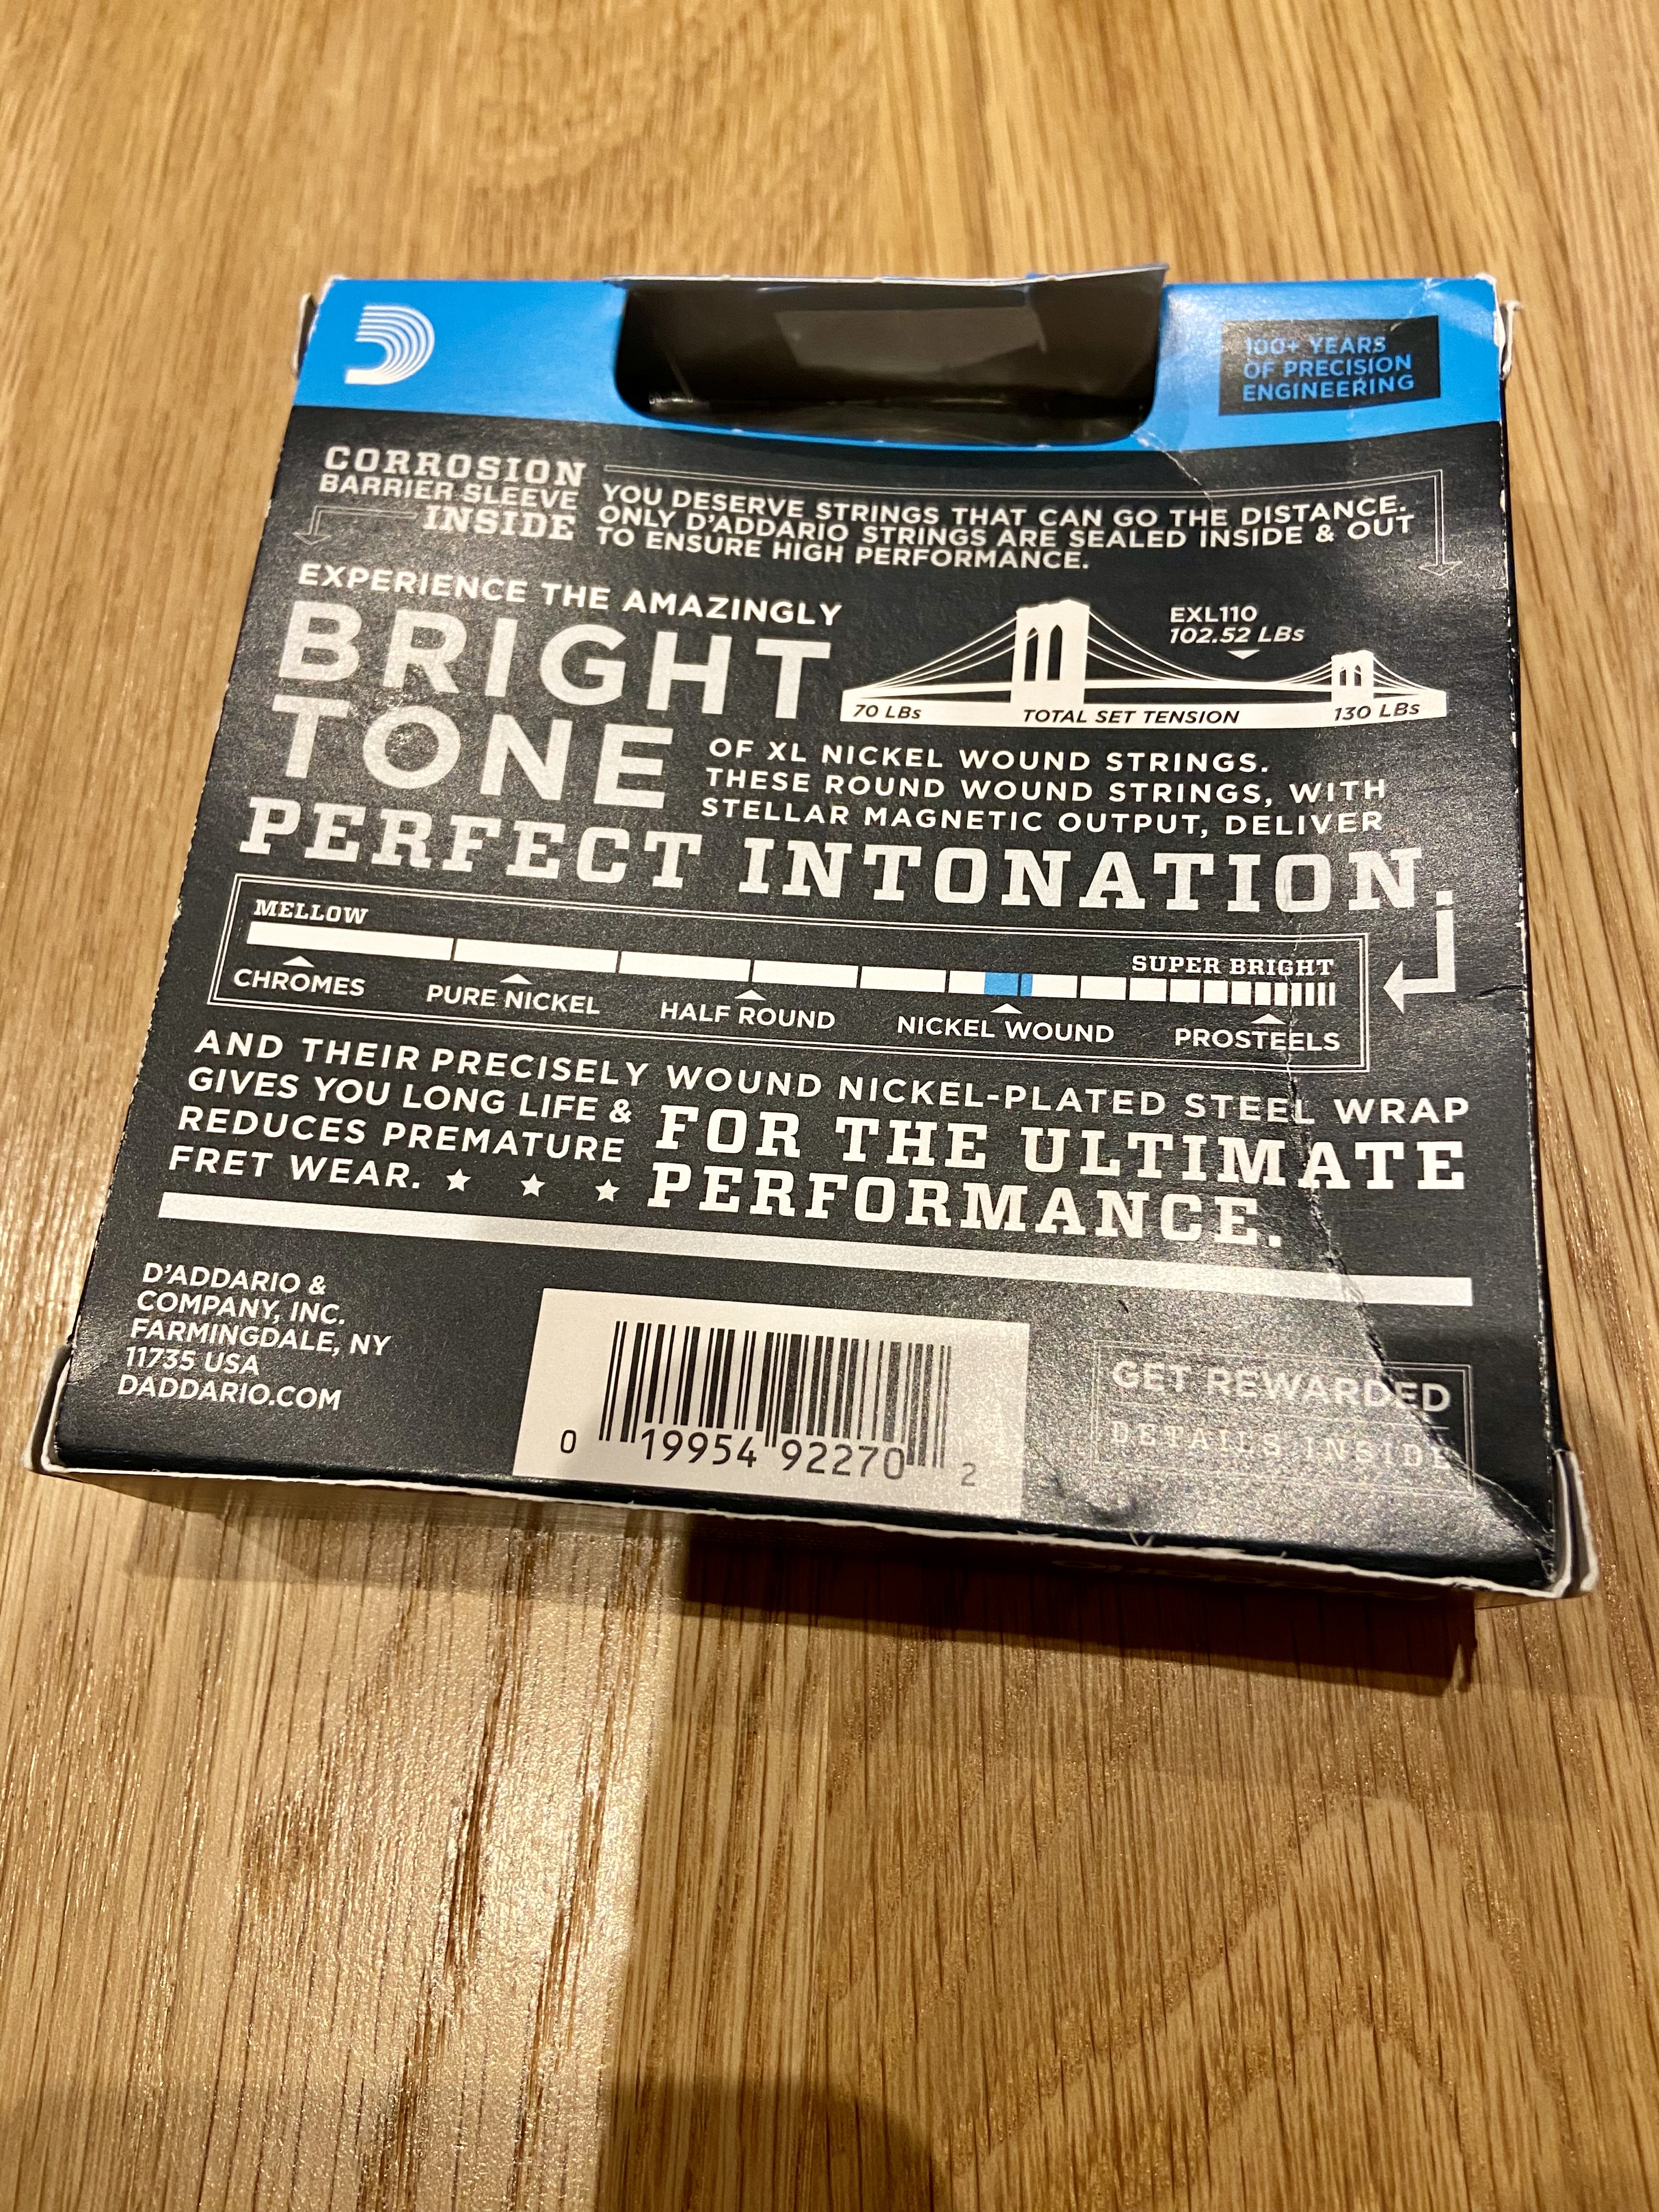 100+ YEARS
OF PRECISION
ENGINEERING
CORROSION
BARRIER SLEEVE
INSIDE
YOU DESERVE STRINGS THAT CAN GO THE DISTANCE.
ONLY D'ADDARIO STRINGS ARE SEALED INSIDE & OUT
TO ENSURE HIGH PERFORMANCE.
EXPERIENCE THE AMAZINGLY
BRIGHT
TONE
EXL110
102.52 LBs
70 LBs
TOTAL SET TENSION
130 LBs
OF XL NICKEL WOUND STRINGS.
THESE ROUND WOUND STRINGS, WITH
STELLAR MAGNETIC OUTPUT, DELIVER
PERFECT INTONATION,
MELLOW
SUPER BRIGHT
CHROMES
PURE NICKEL
HALF ROUND
NICKEL WOUND
PROSTEELS
AND THEIR PRECISELY WOUND NICKEL-PLATED STEEL WRAP
GIVES YOU LONG LIFE &
REDUCES PREMATURE
FRET WEAR.
FOR THE ULTIMATE
PERFORMANCE.
D'ADDARIO &
COMPANY, INC.
FARMINGDALE, NY
11735 USA
DADDARIO.COM
0 19954 92270 2
GET REWARDED
DETAILS INSIDE